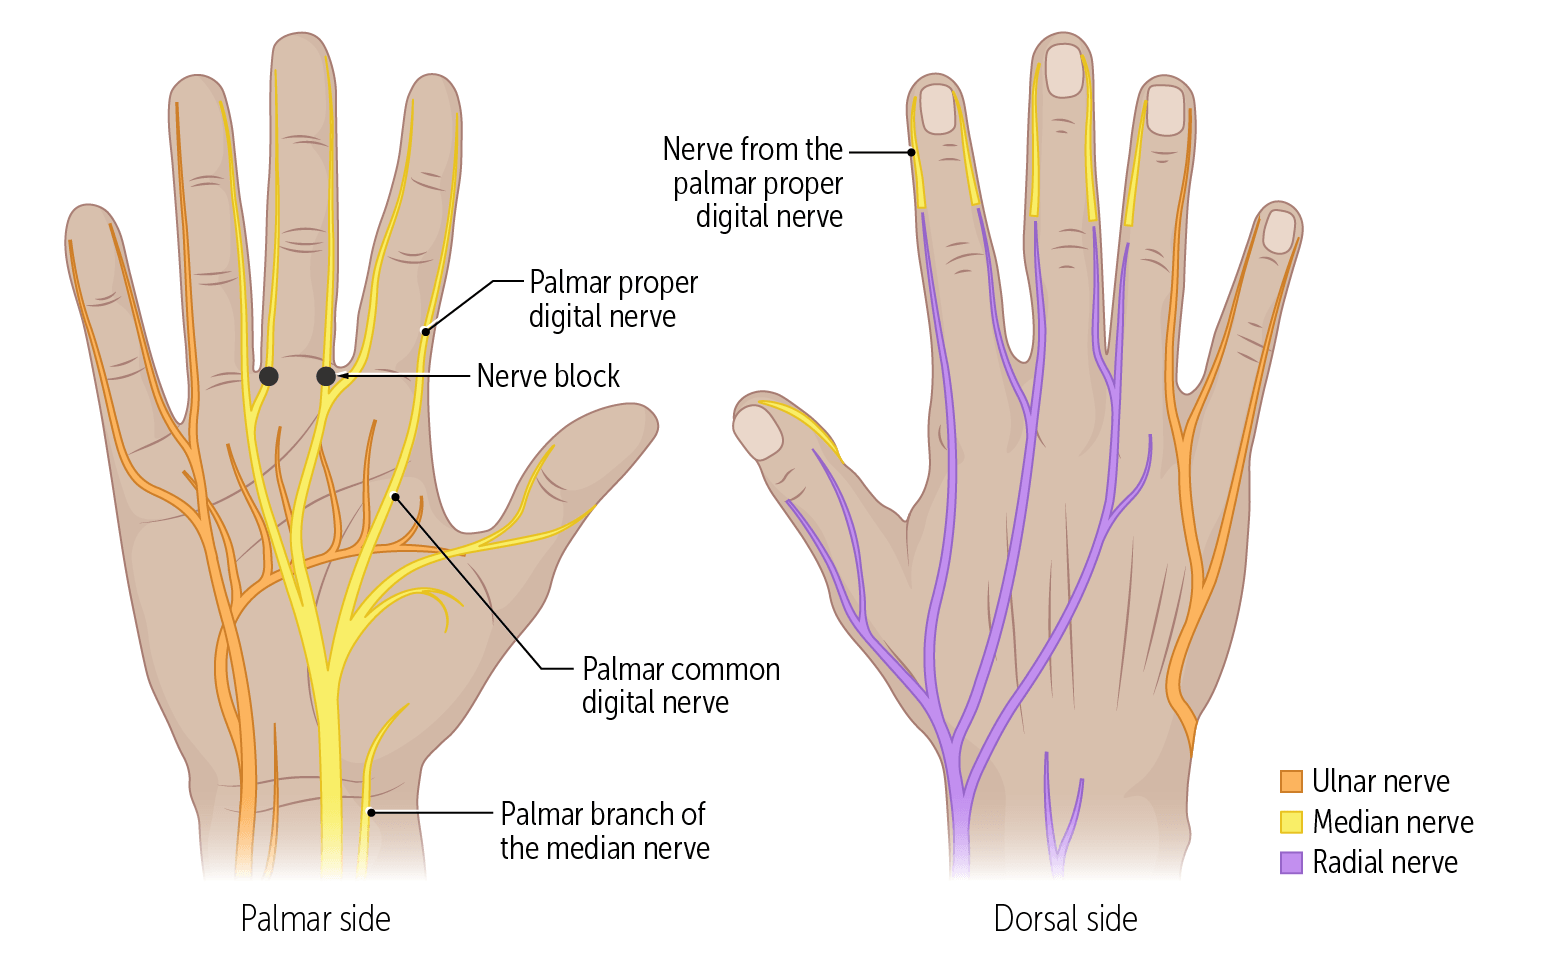 Nerve from the
palmar proper
digital nerve
Palmar proper
digital nerve
Nerve block
Palmar common
digital nerve
Palmar branch of
the median nerve
Ulnar nerve
Median nerve
Radial nerve
Palmar side
Dorsal side